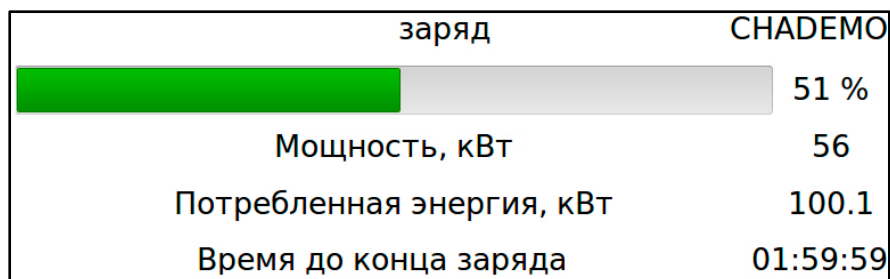 заряд CHADEMO
51 %
Мощность, кВт 56
Потребленная энергия, кВт 100.1
Время до конца заряда 01:59:59